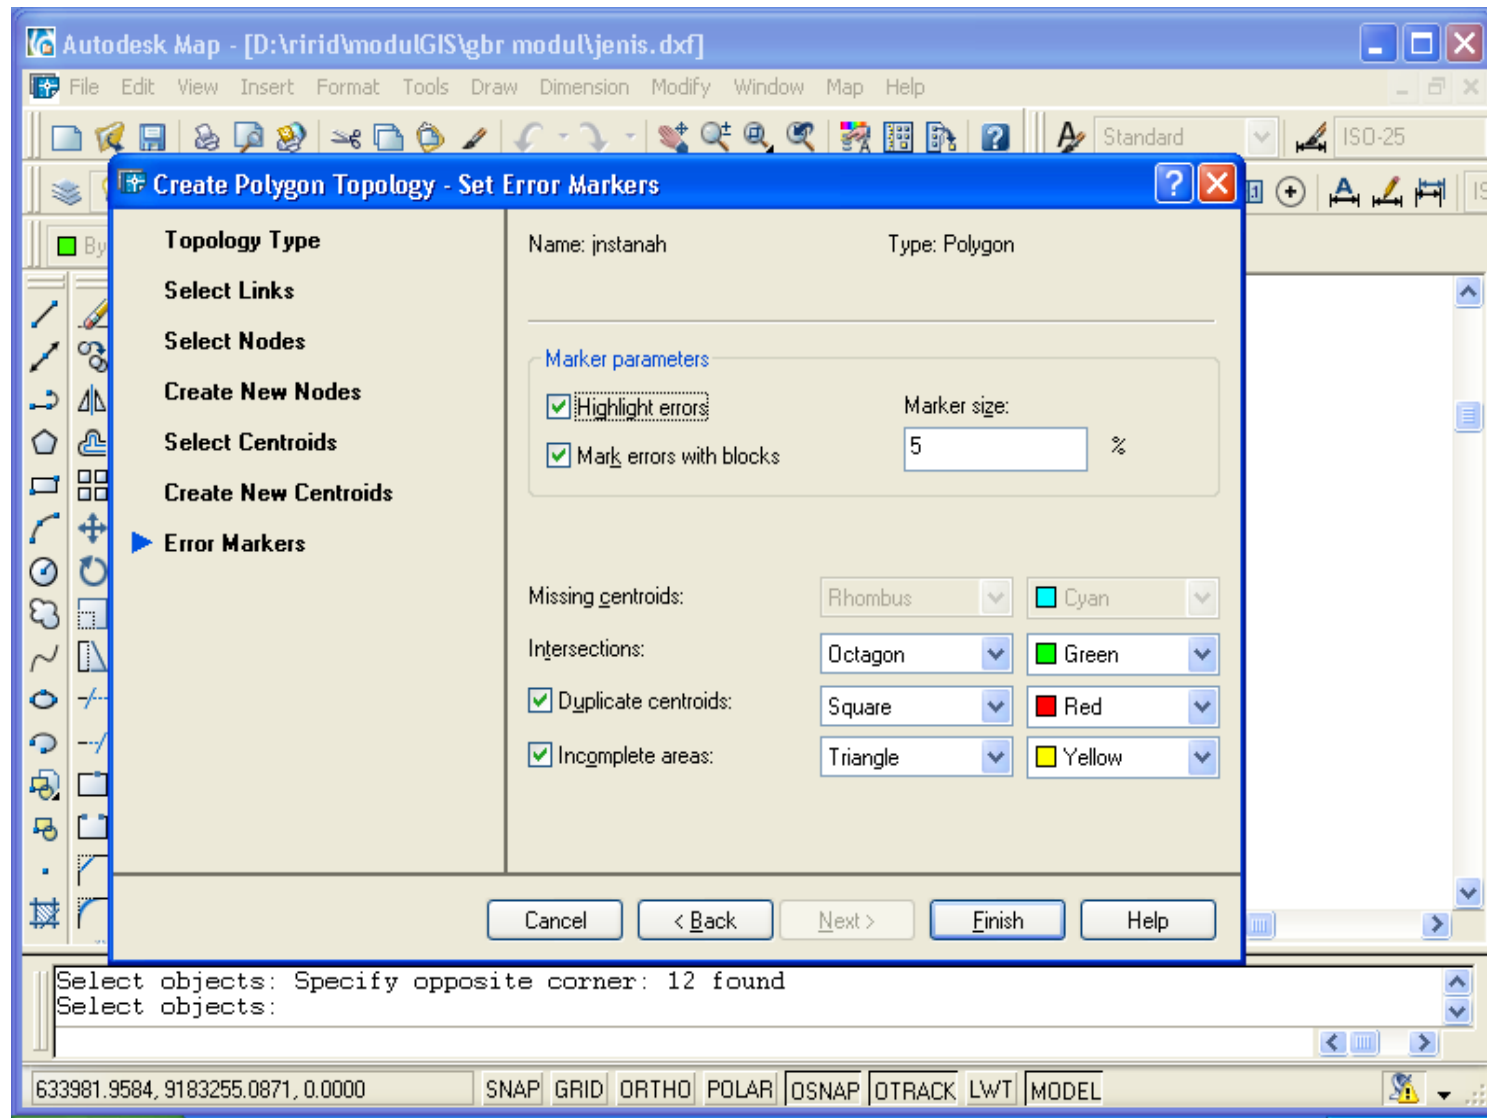 Autodesk Map - [D:\ririd\modulGIS\gbr modul\jenis.dxf]
File Edit View Insert Format Tools Draw Dimension Modify Window Map Help
Standard ISO-25
Create Polygon Topology - Set Error Markers
By
Topology Type
Select Links
Select Nodes
Create New Nodes
Select Centroids
Create New Centroids
Error Markers
Name: jnstanah Type: Polygon
Marker parameters
Highlight errors
Mark errors with blocks
Marker size:
5 %
Missing centroids: Rhombus Cyan
Intersections: Octagon Green
Duplicate centroids: Square Red
Incomplete areas: Triangle Yellow
Cancel < Back Next > Finish Help
Select objects: Specify opposite corner: 12 found
Select objects:
633981.9584, 9183255.0871, 0.0000 SNAP GRID ORTHO POLAR OSNAP OTRACK LWT MODEL